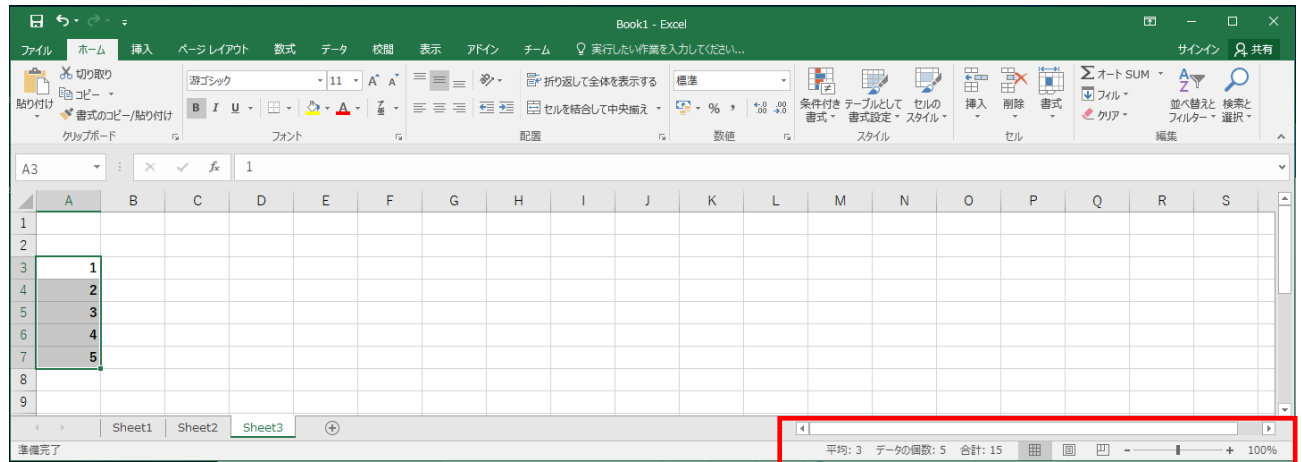 Book1 - Excel
ファイル ホーム 挿入 ページ レイアウト 数式 データ 校閲 表示 アドイン チーム 実行したい作業を入力してください... サインイン 共有
貼り付け 切り取り コピー 書式のコピー/貼り付け
クリップボード
游ゴシック 11 A A
B I U A 亜
フォント
折り返して全体を表示する
セルを結合して中央揃え
配置
標準
% , .0 .00 .00 .0
数値
条件付き書式 テーブルとして書式設定 セルのスタイル
スタイル
挿入 削除 書式
セル
Σ オート SUM
フィル
クリア
並べ替えと フィルター 検索と 選択
編集
A3 fx 1
A B C D E F G H I J K L M N O P Q R S
1
2
3 1
4 2
5 3
6 4
7 5
8
9
Sheet1 Sheet2 Sheet3
準備完了 平均: 3 データの個数: 5 合計: 15 100%